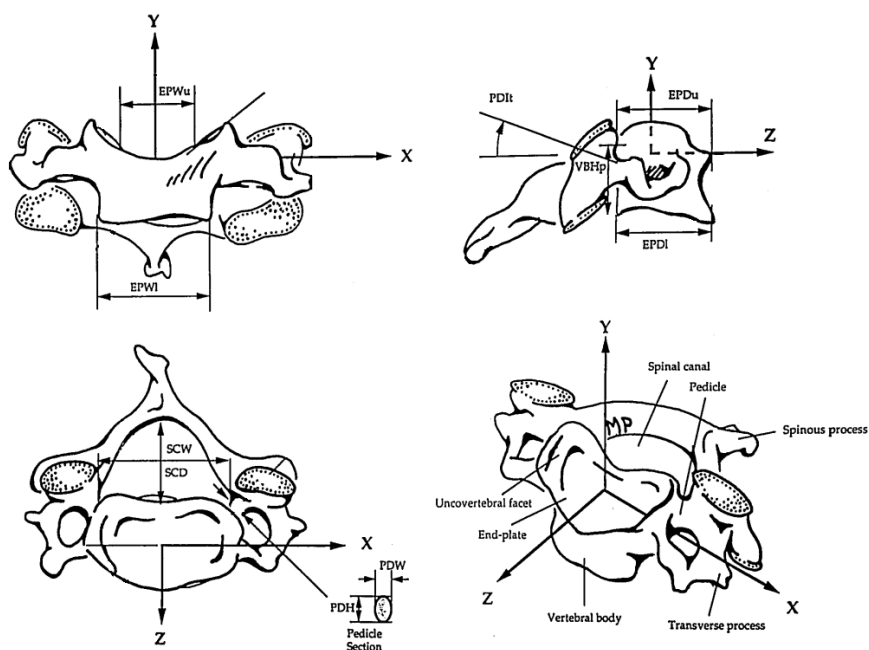 Y
EPWu
X
EPWl
Y
PDIt
EPDu
Z
VBHp
EPDl
SCW
SCD
X
PDW
PDH
Pedicle
Section
Z
Y
Spinal canal
Pedicle
MP
Spinous process
Uncovertebral facet
End-plate
Z
X
Vertebral body
Transverse process